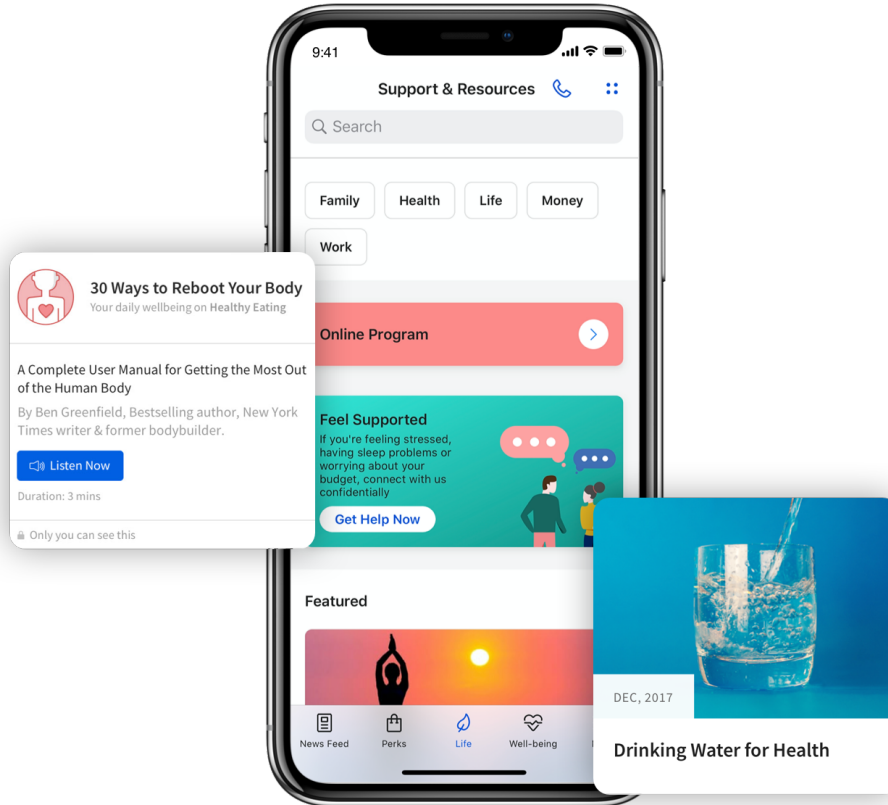 9:41
Support & Resources
Search
Family
Health
Life
Money
Work
30 Ways to Reboot Your Body
Your daily wellbeing on Healthy Eating
A Complete User Manual for Getting the Most Out
of the Human Body
By Ben Greenfield, Bestselling author, New York
Times writer & former bodybuilder.
Listen Now
Duration: 3 mins
Only you can see this
Online Program
Feel Supported
If you're feeling stressed,
having sleep problems or
worrying about your
budget, connect with us
confidentially
Get Help Now
Featured
News Feed
Perks
Life
Well-being
DEC, 2017
Drinking Water for Health